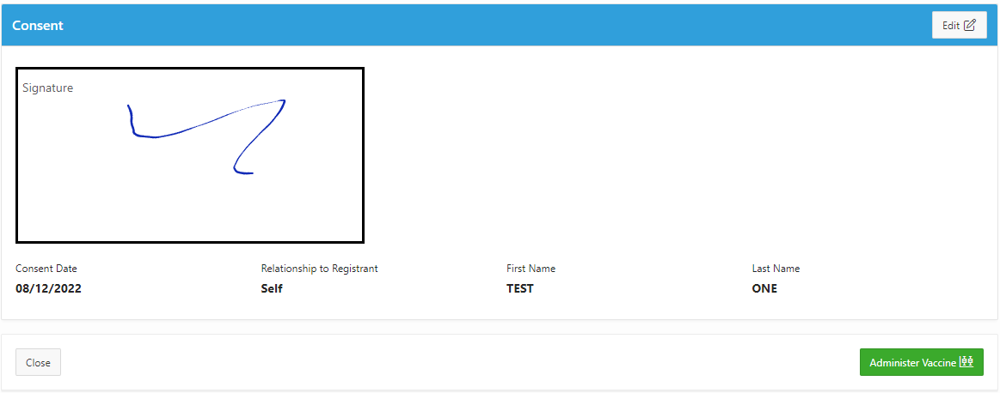 Consent
Edit
Signature
Consent Date Relationship to Registrant First Name Last Name
08/12/2022 Self TEST ONE
Close Administer Vaccine